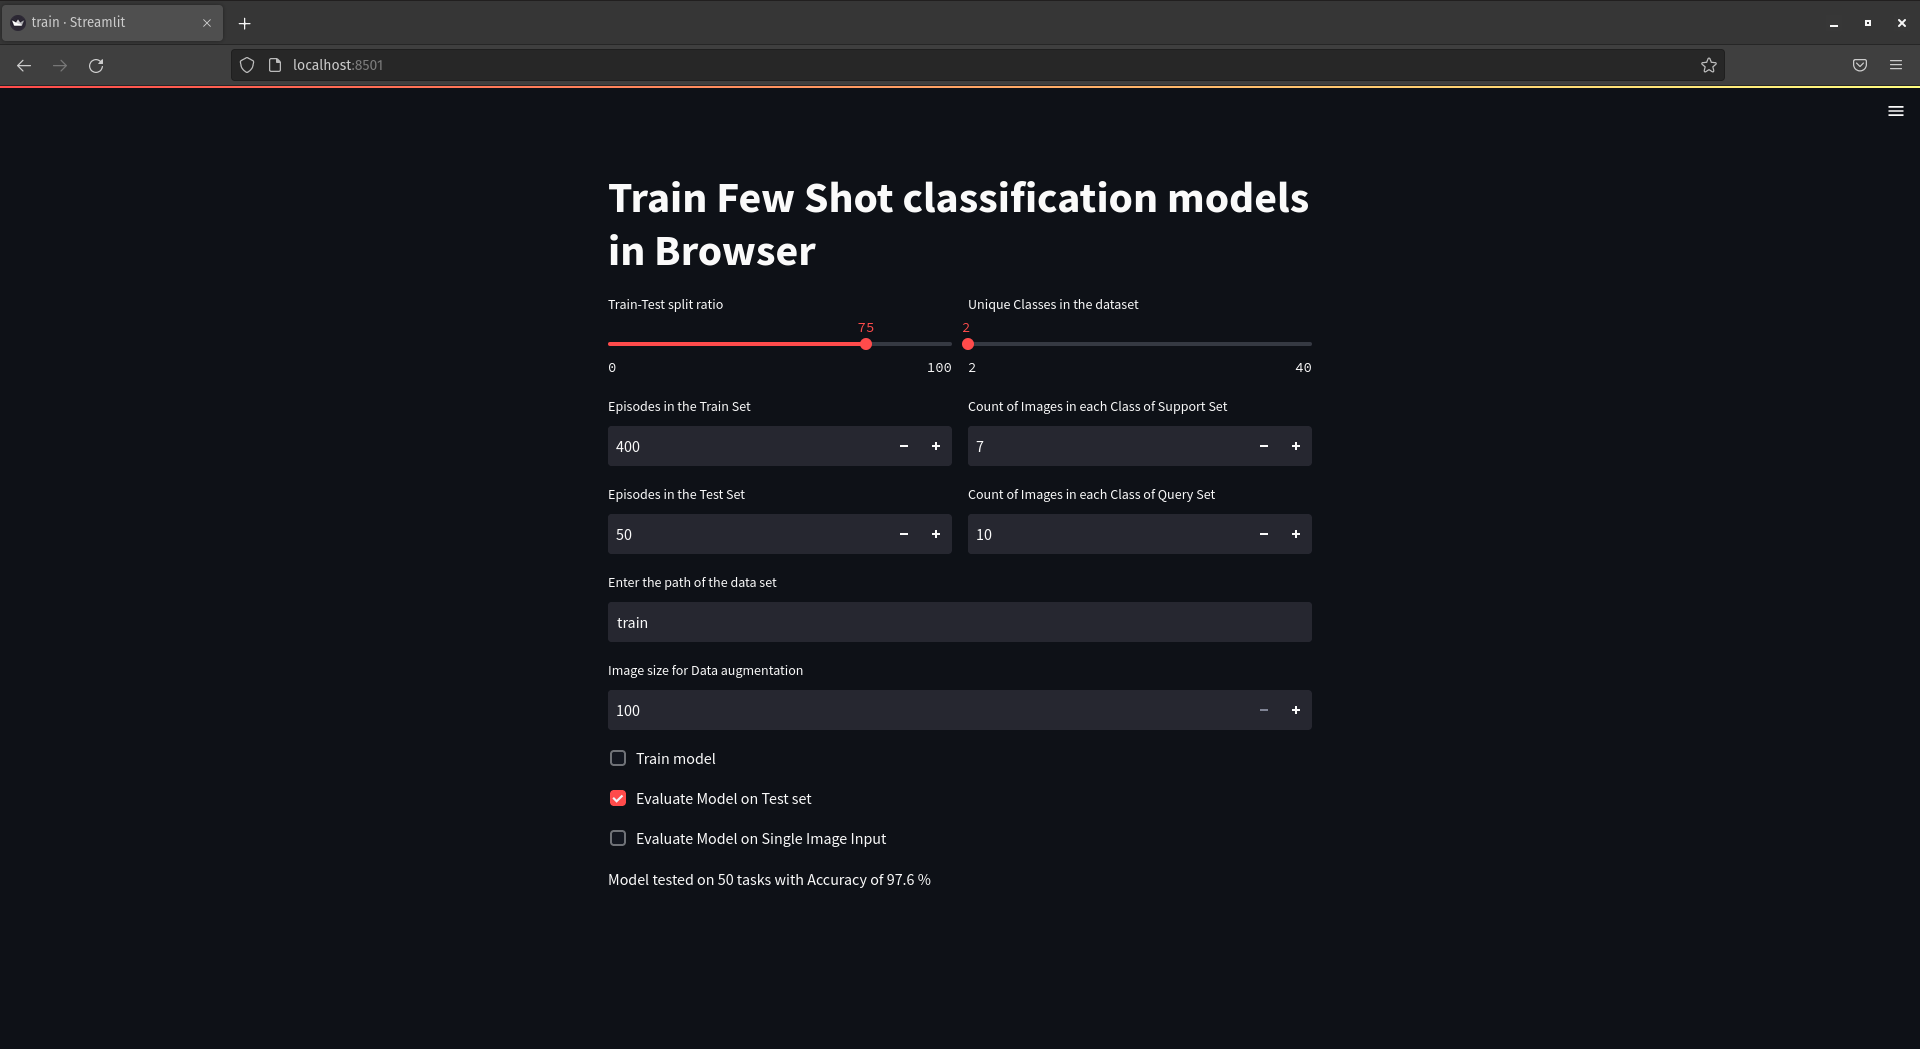 train · Streamlit
localhost:8501
Train Few Shot classification models
in Browser
Train-Test split ratio
75
0 100
Unique Classes in the dataset
2
2 40
Episodes in the Train Set
400
Count of Images in each Class of Support Set
7
Episodes in the Test Set
50
Count of Images in each Class of Query Set
10
Enter the path of the data set
train
Image size for Data augmentation
100
Train model
Evaluate Model on Test set
Evaluate Model on Single Image Input
Model tested on 50 tasks with Accuracy of 97.6 %